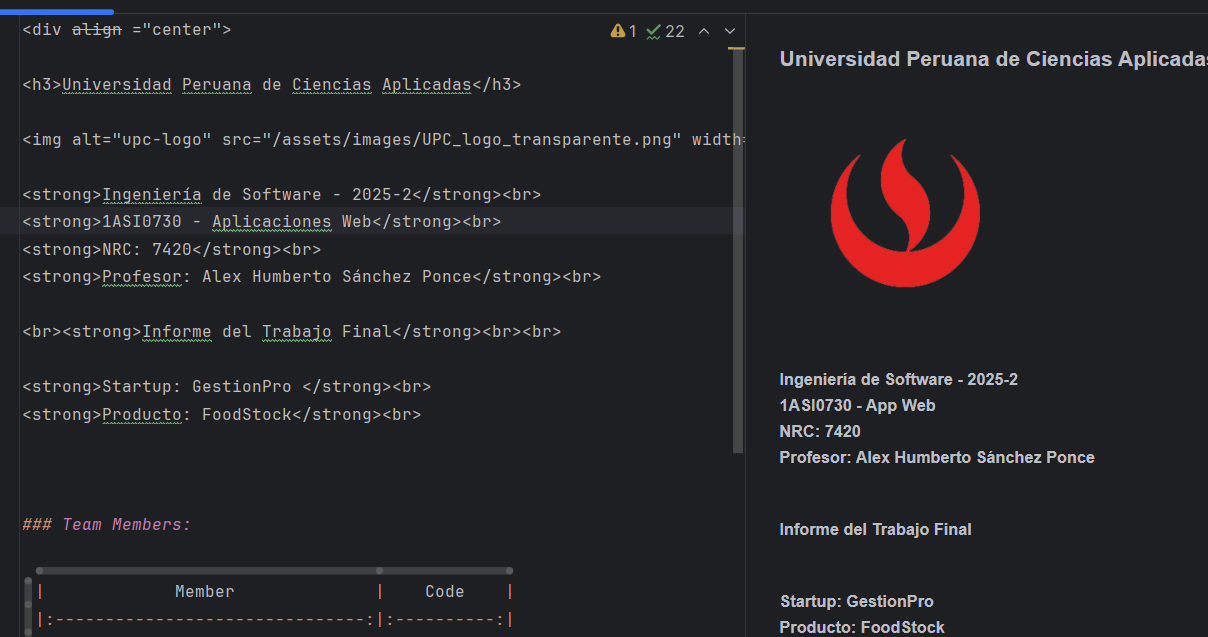 <div align ="center">
1
22
<h3>Universidad Peruana de Ciencias Aplicadas</h3>
<img alt="upc-logo" src="/assets/images/UPC_logo_transparente.png" width=
<strong>Ingeniería de Software - 2025-2</strong><br>
<strong>1ASI0730 - Aplicaciones Web</strong><br>
<strong>NRC: 7420</strong><br>
<strong>Profesor: Alex Humberto Sánchez Ponce</strong><br>
<br><strong>Informe del Trabajo Final</strong><br><br>
<strong>Startup: GestionPro </strong><br>
<strong>Producto: FoodStock</strong><br>
### Team Members:
| Member | Code |
|:-------------------------------:|:----------:|
Universidad Peruana de Ciencias Aplicadas
Ingeniería de Software - 2025-2
1ASI0730 - App Web
NRC: 7420
Profesor: Alex Humberto Sánchez Ponce
Informe del Trabajo Final
Startup: GestionPro
Producto: FoodStock